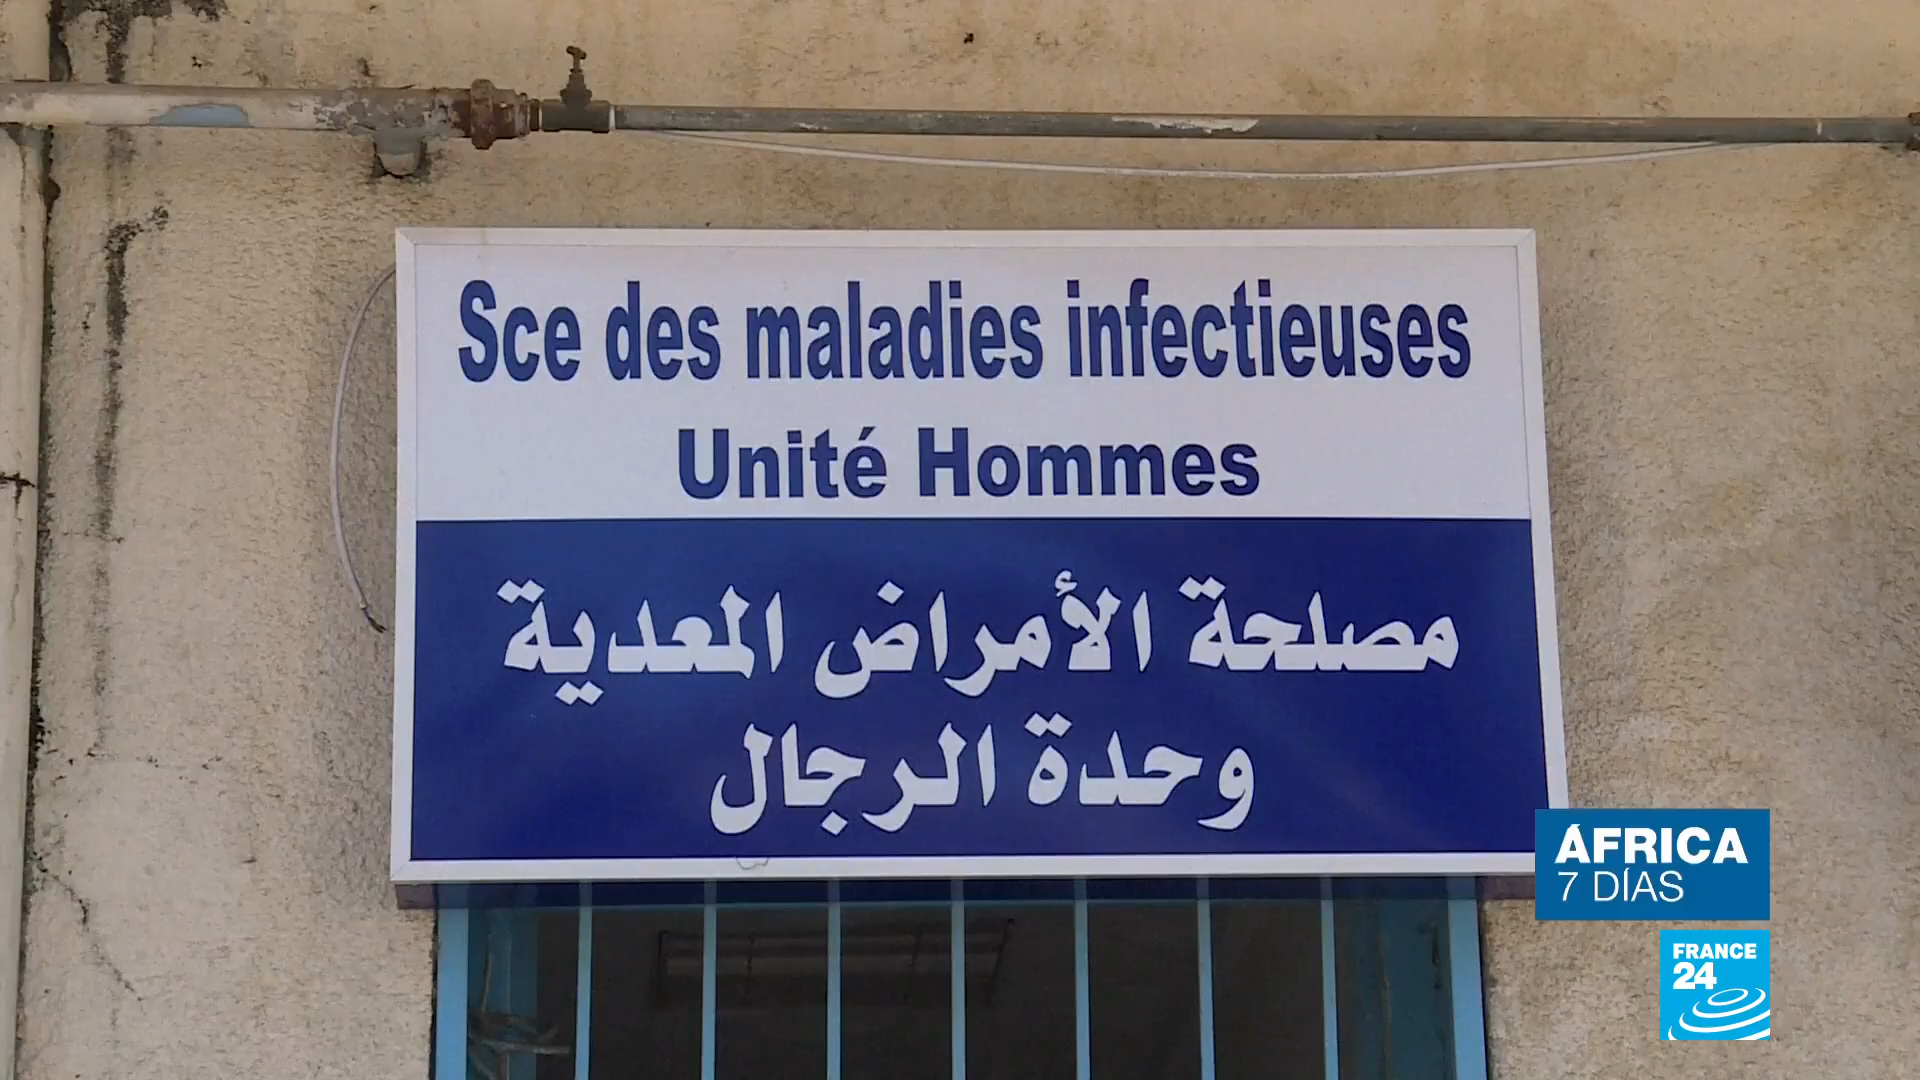 Sce des maladies infectieuses
Unité Hommes
مصلحة الأمراض المعدية
وحدة الرجال
ÁFRICA
7 DÍAS
FRANCE
24